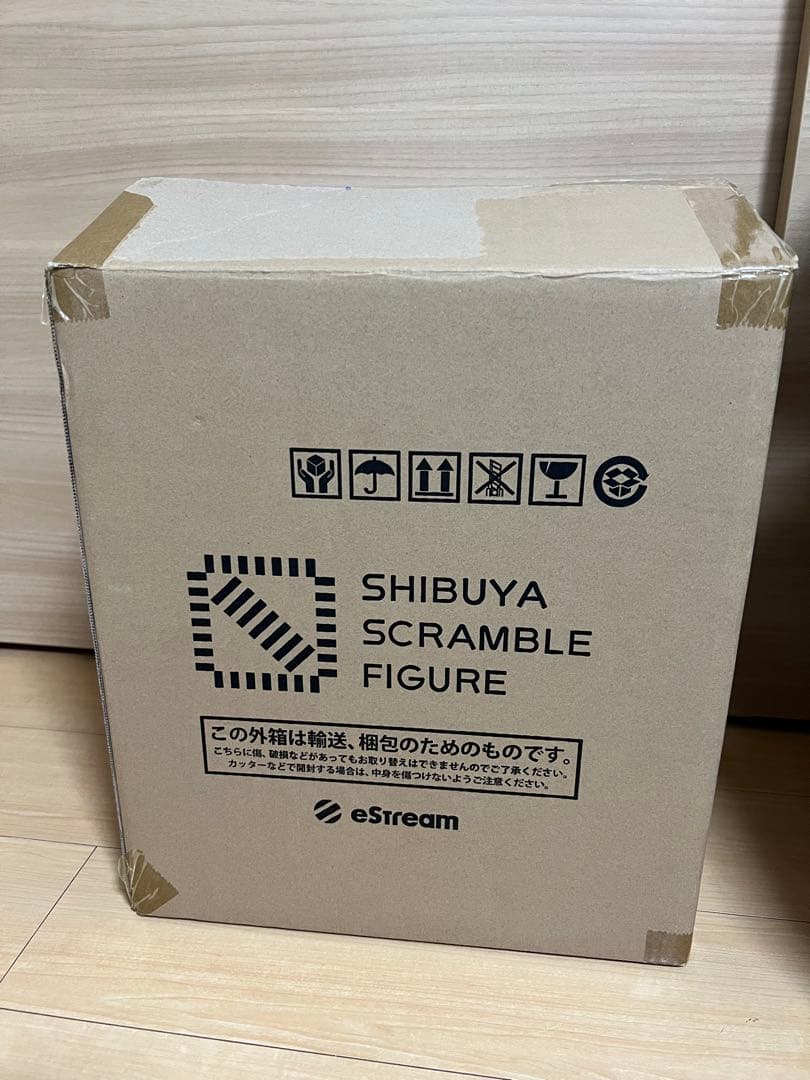 SHIBUYA
SCRAMBLE
FIGURE
この外箱は輸送、梱包のためのものです。
こちらに傷、破損などがあってもお取り替えはできませんのでご了承ください。
カッターなどで開封する場合は、中身を傷つけないようご注意ください。
eStream